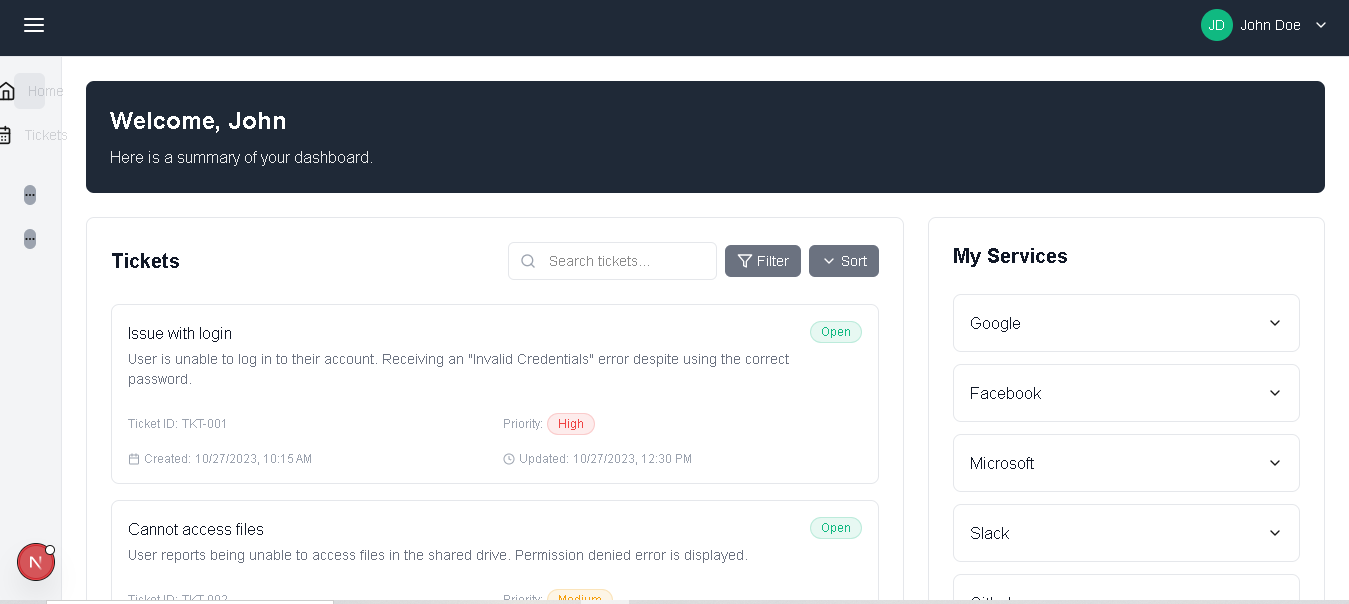 JD John Doe
Home
Tickets
Welcome, John
Here is a summary of your dashboard.
Tickets
Search tickets...
Filter
Sort
Issue with login
Open
User is unable to log in to their account. Receiving an "Invalid Credentials" error despite using the correct
password.
Ticket ID: TKT-001
Priority: High
Created: 10/27/2023, 10:15 AM
Updated: 10/27/2023, 12:30 PM
Cannot access files
Open
User reports being unable to access files in the shared drive. Permission denied error is displayed.
Ticket ID: TKT-002
Priority: Medium
My Services
Google
Facebook
Microsoft
Slack
N